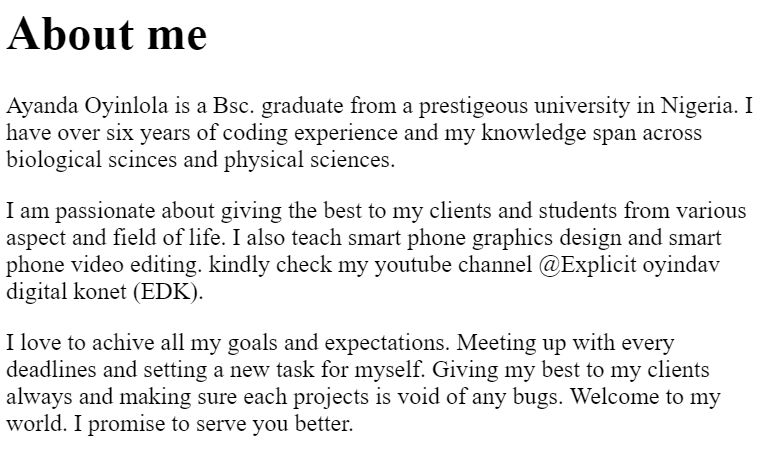 About me
Ayanda Oyinlola is a Bsc. graduate from a prestigeous university in Nigeria. I
have over six years of coding experience and my knowledge span across
biological scinces and physical sciences.
I am passionate about giving the best to my clients and students from various
aspect and field of life. I also teach smart phone graphics design and smart
phone video editing. kindly check my youtube channel @Explicit oyindav
digital konet (EDK).
I love to achive all my goals and expectations. Meeting up with every
deadlines and setting a new task for myself. Giving my best to my clients
always and making sure each projects is void of any bugs. Welcome to my
world. I promise to serve you better.